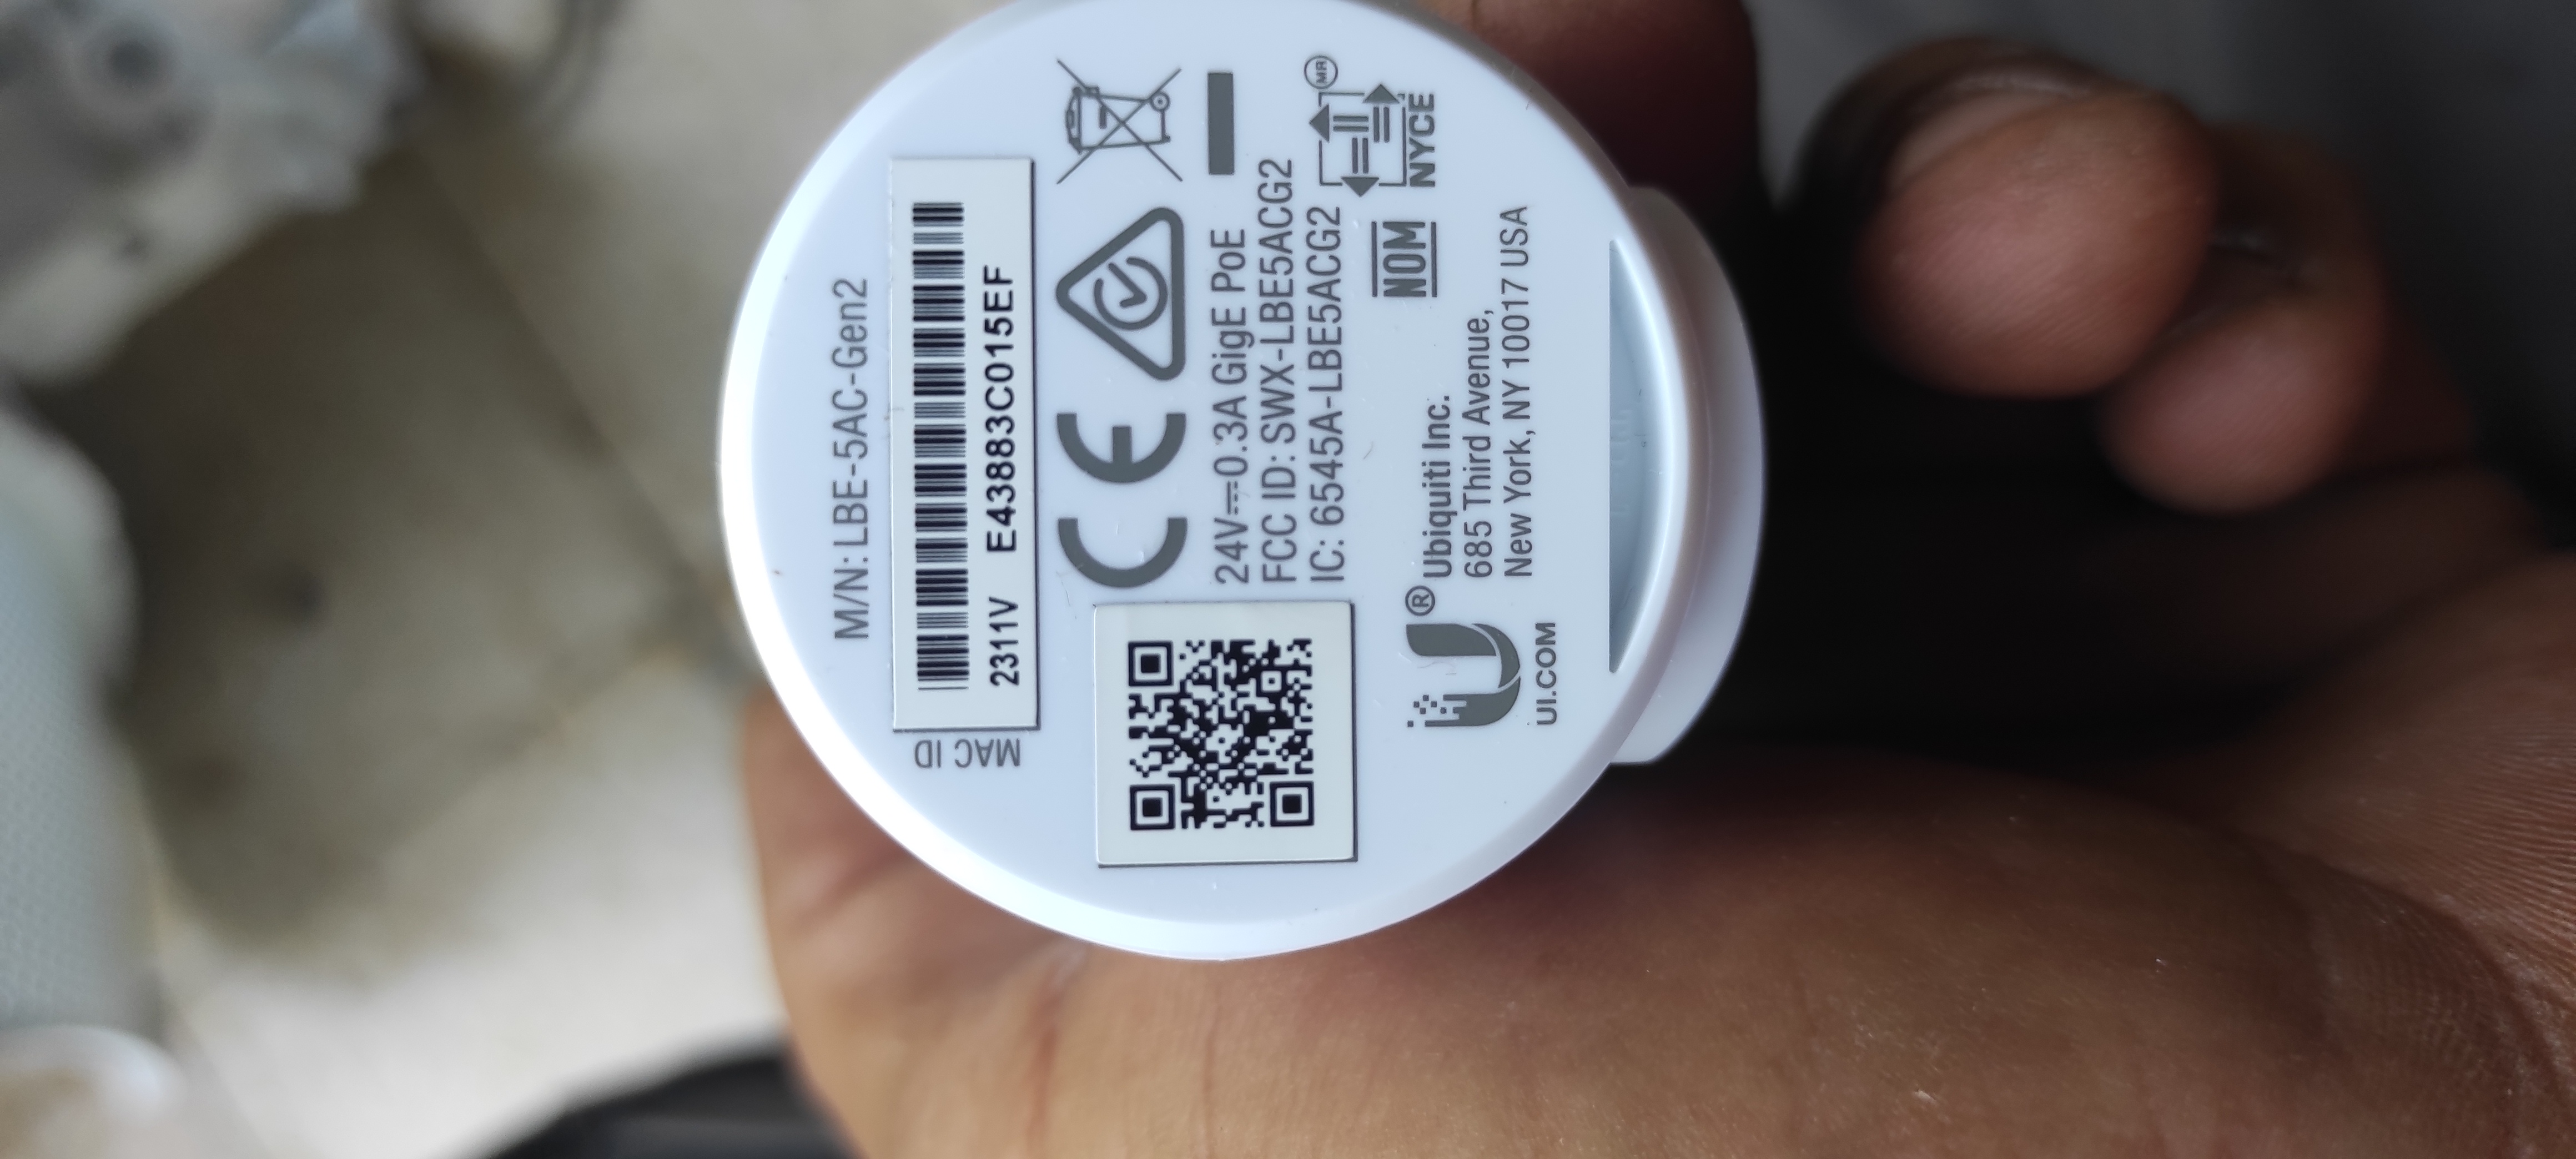 M/N: LBE-5AC-Gen2
MAC ID
2311V E43883C015EF
CE
24V⎓0.3A GigE PoE
FCC ID: SWX-LBE5ACG2
IC: 6545A-LBE5ACG2
NOM
NYCE
MR
U®
UI.COM
Ubiquiti Inc.
685 Third Avenue,
New York, NY 10017 USA